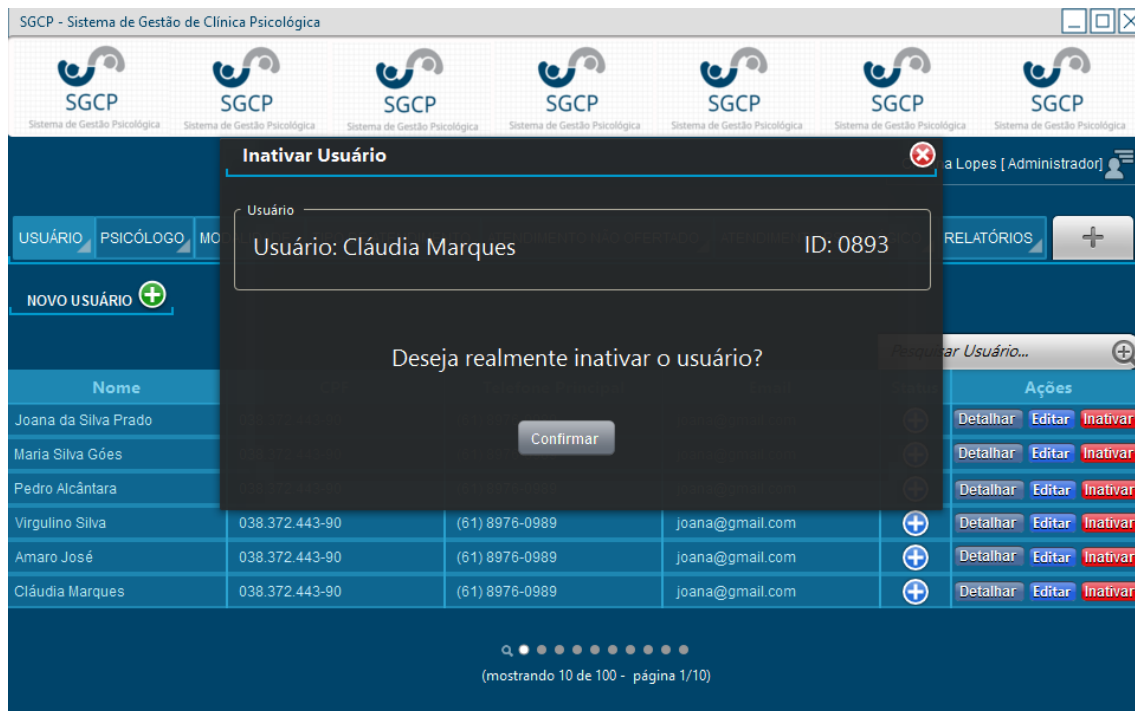 SGCP - Sistema de Gestão de Clínica Psicológica
SGCP SGCP SGCP SGCP SGCP SGCP SGCP
Sistema de Gestão Psicológica Sistema de Gestão Psicológica Sistema de Gestão Psicológica Sistema de Gestão Psicológica Sistema de Gestão Psicológica Sistema de Gestão Psicológica Sistema de Gestão Psicológica
Inativar Usuário
a Lopes [ Administrador]
Usuário
Usuário: Cláudia Marques ID: 0893
USUÁRIO PSICÓLOGO MO RELATÓRIOS
NOVO USUÁRIO
Deseja realmente inativar o usuário?
Pesquisar Usuário...
Nome Ações
Joana da Silva Prado Detalhar Editar Inativar
Confirmar
Maria Silva Góes Detalhar Editar Inativar
Pedro Alcântara Detalhar Editar Inativar
Virgulino Silva 038.372.443-90 (61) 8976-0989 joana@gmail.com Detalhar Editar Inativar
Amaro José 038.372.443-90 (61) 8976-0989 joana@gmail.com Detalhar Editar Inativar
Cláudia Marques 038.372.443-90 (61) 8976-0989 joana@gmail.com Detalhar Editar Inativar
(mostrando 10 de 100 - página 1/10)